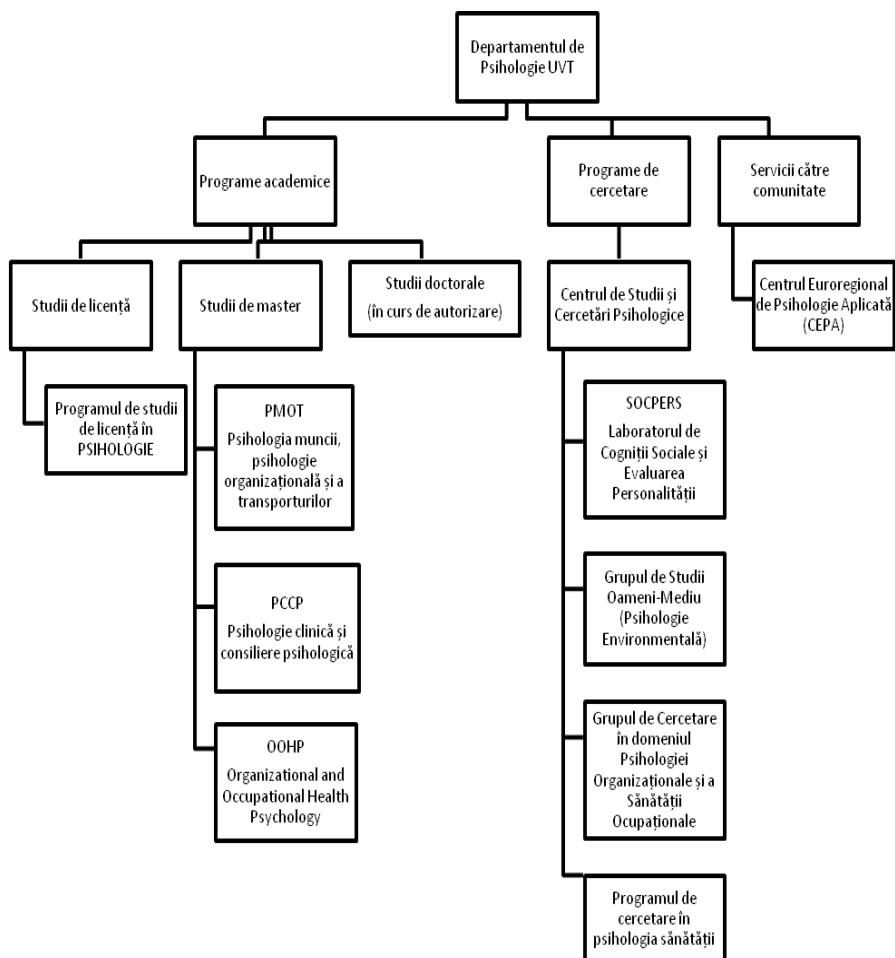 Departamentul de
Psihologie UVT
Programe academice
Programe de
cercetare
Servicii către
comunitate
Studii de licență
Studii de master
Studii doctorale
(în curs de autorizare)
Centrul de Studii și
Cercetări Psihologice
Centrul Euroregional
de Psihologie Aplicată
(CEPA)
Programul de studii
de licență în
PSIHOLOGIE
PMOT
Psihologia muncii,
psihologie
organizațională și a
transporturilor
PCCP
Psihologie clinică și
consiliere psihologică
OOHP
Organizational and
Occupational Health
Psychology
SOCPERS
Laboratorul de
Cogniții Sociale și
Evaluarea
Personalității
Grupul de Studii
Oameni-Mediu
(Psihologie
Environmentală)
Grupul de Cercetare
în domeniul
Psihologiei
Organizaționale și a
Sănătății
Ocupaționale
Programul de
cercetare în
psihologia sănătății